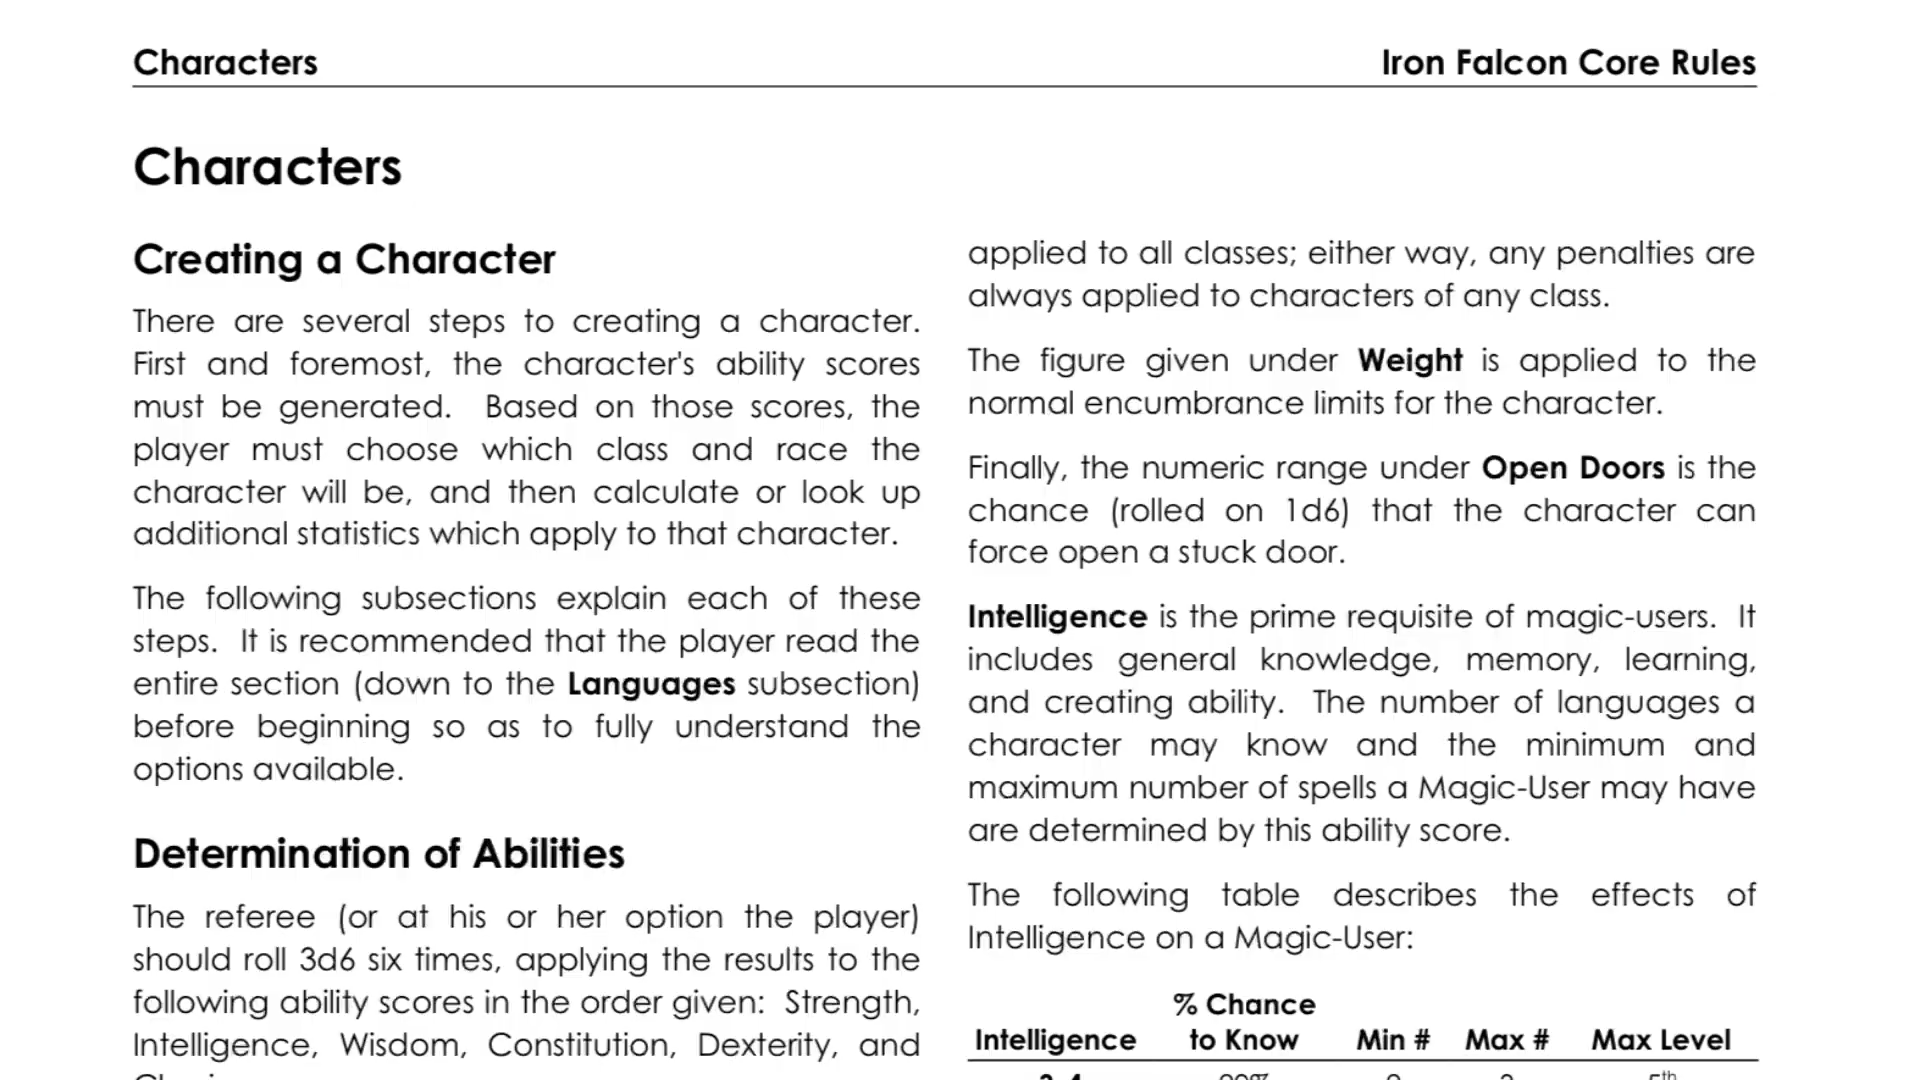 Characters
Iron Falcon Core Rules
Characters
Creating a Character
There are several steps to creating a character.
First and foremost, the character's ability scores
must be generated.  Based on those scores, the
player must choose which class and race the
character will be, and then calculate or look up
additional statistics which apply to that character.
The following subsections explain each of these
steps.  It is recommended that the player read the
entire section (down to the Languages subsection)
before beginning so as to fully understand the
options available.
Determination of Abilities
The referee (or at his or her option the player)
should roll 3d6 six times, applying the results to the
following ability scores in the order given:  Strength,
Intelligence, Wisdom, Constitution, Dexterity, and
applied to all classes; either way, any penalties are
always applied to characters of any class.
The figure given under Weight is applied to the
normal encumbrance limits for the character.
Finally, the numeric range under Open Doors is the
chance (rolled on 1d6) that the character can
force open a stuck door.
Intelligence is the prime requisite of magic-users.  It
includes general knowledge, memory, learning,
and creating ability.  The number of languages a
character may know and the minimum and
maximum number of spells a Magic-User may have
are determined by this ability score.
The following table describes the effects of
Intelligence on a Magic-User:
% Chance
Intelligence to Know Min # Max # Max Level